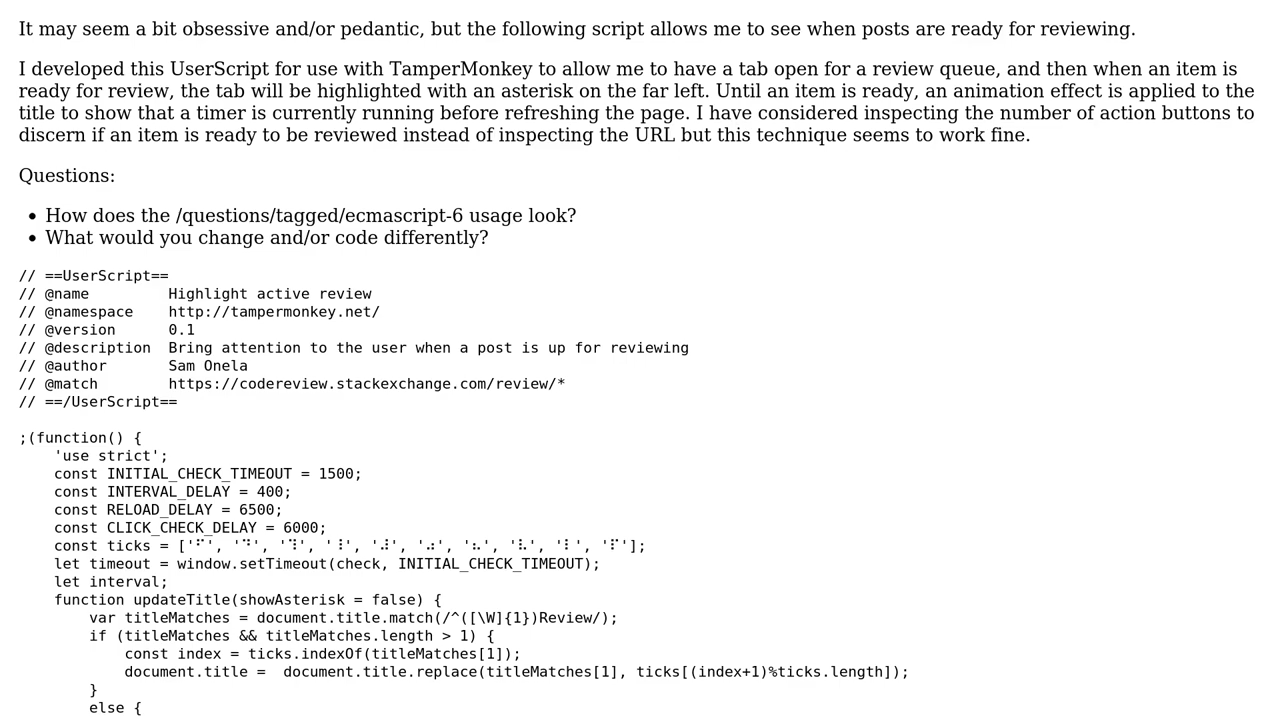 It may seem a bit obsessive and/or pedantic, but the following script allows me to see when posts are ready for reviewing.
I developed this UserScript for use with TamperMonkey to allow me to have a tab open for a review queue, and then when an item is
ready for review, the tab will be highlighted with an asterisk on the far left. Until an item is ready, an animation effect is applied to the
title to show that a timer is currently running before refreshing the page. I have considered inspecting the number of action buttons to
discern if an item is ready to be reviewed instead of inspecting the URL but this technique seems to work fine.
Questions:
• How does the /questions/tagged/ecmascript-6 usage look?
• What would you change and/or code differently?
// ==UserScript==
// @name         Highlight active review
// @namespace    http://tampermonkey.net/
// @version      0.1
// @description  Bring attention to the user when a post is up for reviewing
// @author       Sam Onela
// @match        https://codereview.stackexchange.com/review/*
// ==/UserScript==
;(function() {
    'use strict';
    const INITIAL_CHECK_TIMEOUT = 1500;
    const INTERVAL_DELAY = 400;
    const RELOAD_DELAY = 6500;
    const CLICK_CHECK_DELAY = 6000;
    const ticks = ['⠋', '⠙', '⠹', '⠸', '⠼', '⠴', '⠦', '⠧', '⠇', '⠏'];
    let timeout = window.setTimeout(check, INITIAL_CHECK_TIMEOUT);
    let interval;
    function updateTitle(showAsterisk = false) {
        var titleMatches = document.title.match(/^([\W]{1})Review/);
        if (titleMatches && titleMatches.length > 1) {
            const index = ticks.indexOf(titleMatches[1]);
            document.title =  document.title.replace(titleMatches[1], ticks[(index+1)%ticks.length]);
        }
        else {